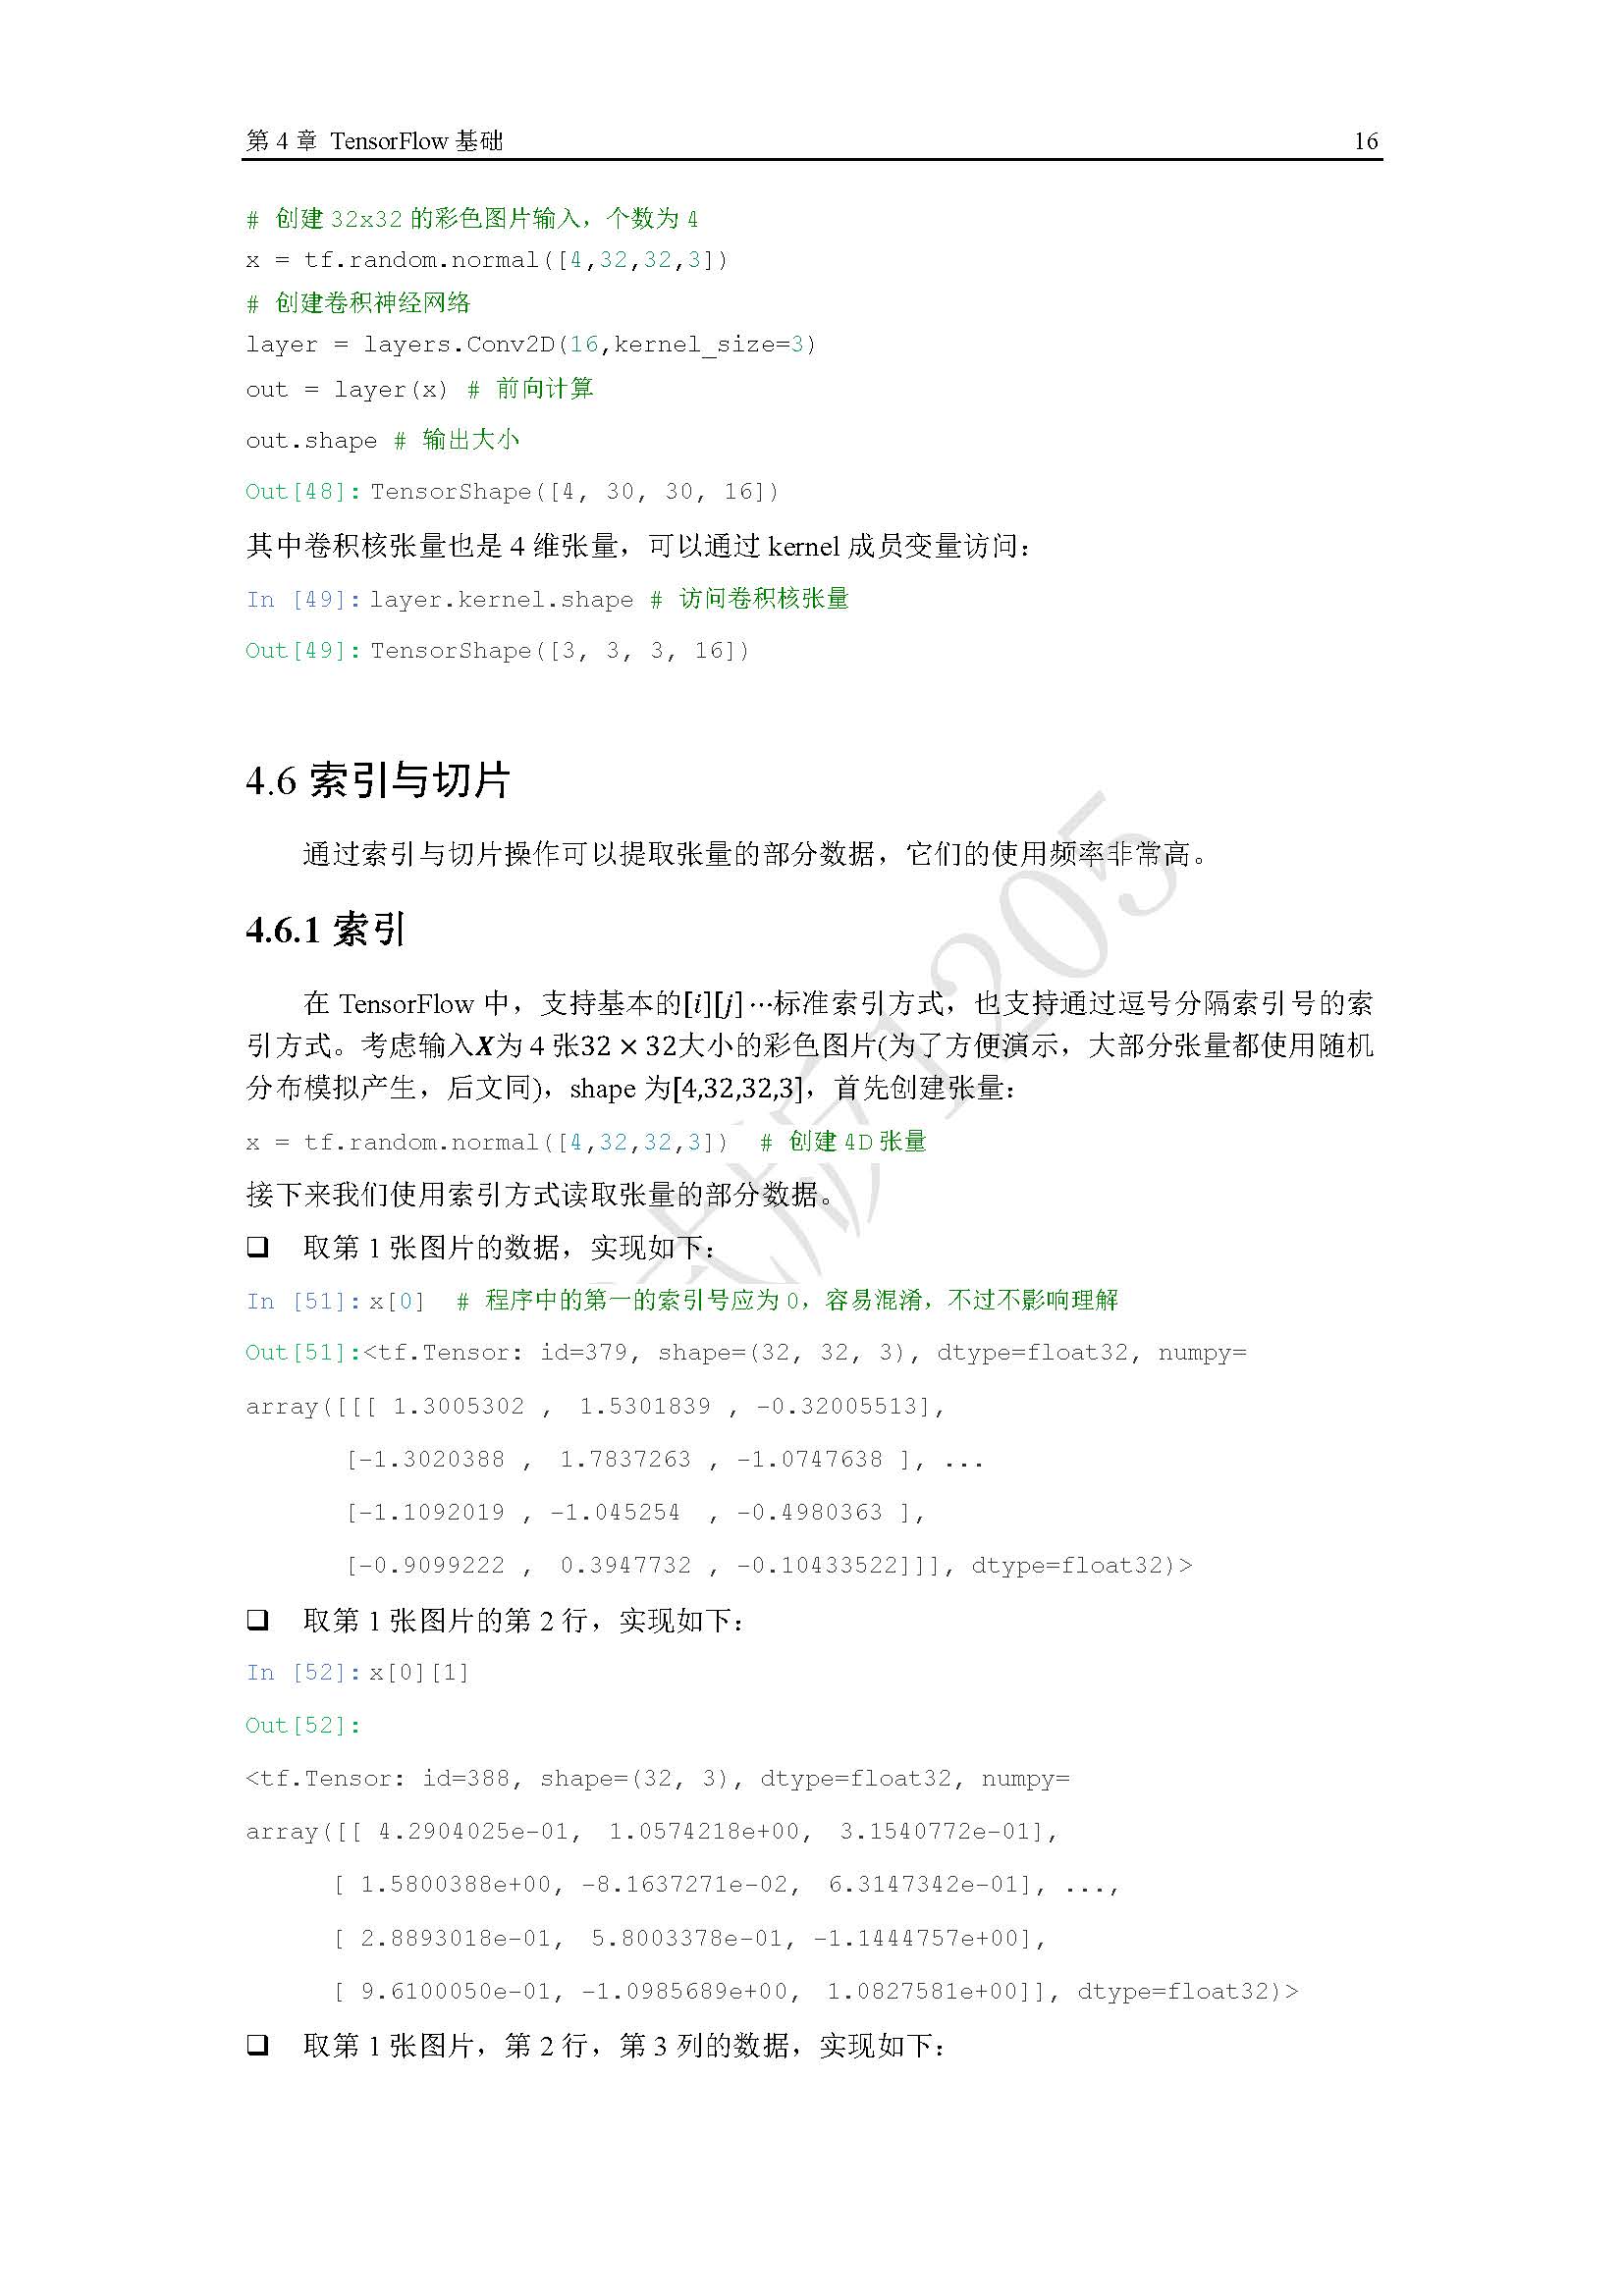 第 4 章 TensorFlow 基础 16
# 创建 32x32 的彩色图片输入，个数为 4
x = tf.random.normal([4,32,32,3])
# 创建卷积神经网络
layer = layers.Conv2D(16,kernel_size=3)
out = layer(x) # 前向计算
out.shape # 输出大小
Out[48]: TensorShape([4, 30, 30, 16])
其中卷积核张量也是 4 维张量，可以通过 kernel 成员变量访问：
In [49]: layer.kernel.shape # 访问卷积核张量
Out[49]: TensorShape([3, 3, 3, 16])
4.6 索引与切片
通过索引与切片操作可以提取张量的部分数据，它们的使用频率非常高。
4.6.1 索引
在 TensorFlow 中，支持基本的[i][j]⋯标准索引方式，也支持通过逗号分隔索引号的索
引方式。考虑输入X为 4 张32 × 32大小的彩色图片(为了方便演示，大部分张量都使用随机
分布模拟产生，后文同)，shape 为[4,32,32,3]，首先创建张量：
x = tf.random.normal([4,32,32,3]) # 创建 4D 张量
接下来我们使用索引方式读取张量的部分数据。
❑ 取第 1 张图片的数据，实现如下：
In [51]: x[0] # 程序中的第一的索引号应为 0，容易混淆，不过不影响理解
Out[51]:<tf.Tensor: id=379, shape=(32, 32, 3), dtype=float32, numpy=
array([[[ 1.3005302 , 1.5301839 , -0.32005513],
[-1.3020388 , 1.7837263 , -1.0747638 ], ...
[-1.1092019 , -1.045254 , -0.4980363 ],
[-0.9099222 , 0.3947732 , -0.10433522]]], dtype=float32)>
❑ 取第 1 张图片的第 2 行，实现如下：
In [52]: x[0][1]
Out[52]:
<tf.Tensor: id=388, shape=(32, 3), dtype=float32, numpy=
array([[ 4.2904025e-01, 1.0574218e+00, 3.1540772e-01],
[ 1.5800388e+00, -8.1637271e-02, 6.3147342e-01], ...,
[ 2.8893018e-01, 5.8003378e-01, -1.1444757e+00],
[ 9.6100050e-01, -1.0985689e+00, 1.0827581e+00]], dtype=float32)>
❑ 取第 1 张图片，第 2 行，第 3 列的数据，实现如下：
试版1205